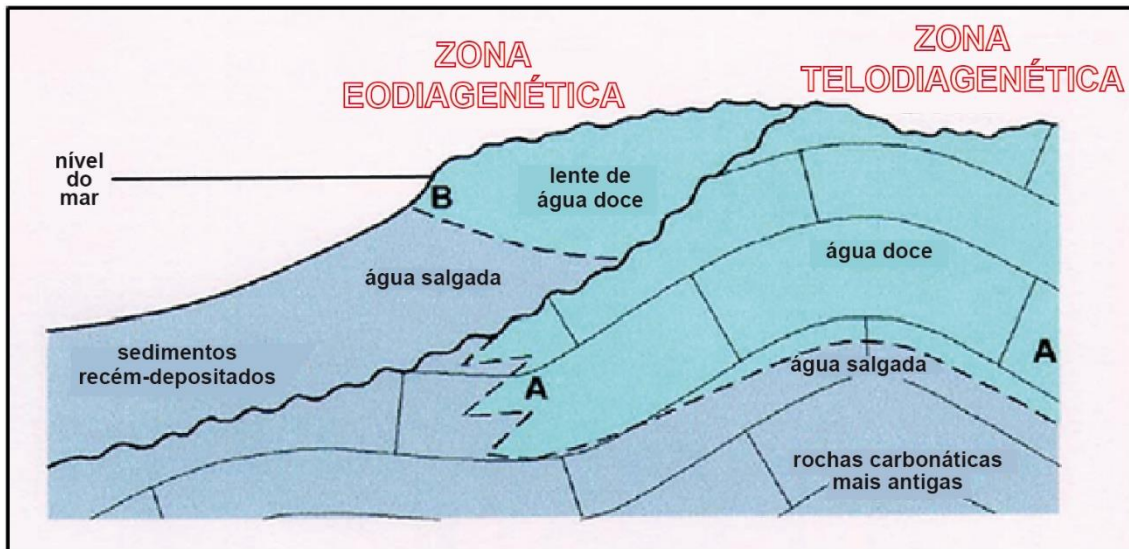 ZONA
EODIAGENÉTICA
ZONA
TELODIAGENÉTICA
nível
do
mar
B
lente de
água doce
água salgada
água doce
sedimentos
recém-depositados
A
água salgada
A
rochas carbonáticas
mais antigas